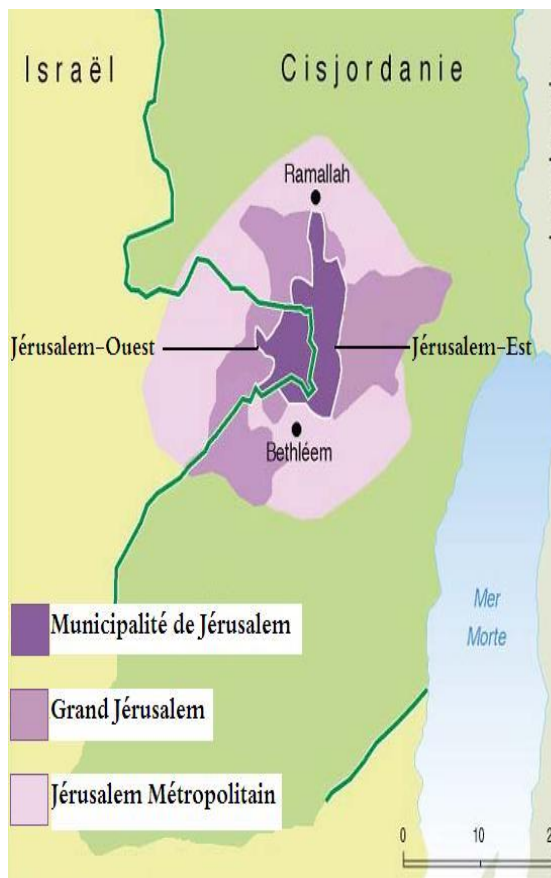 Israël
Cisjordanie
Ramallah
Jérusalem-Ouest
Jérusalem-Est
Bethléem
Mer
Morte
Municipalité de Jérusalem
Grand Jérusalem
Jérusalem Métropolitain
0 10 2